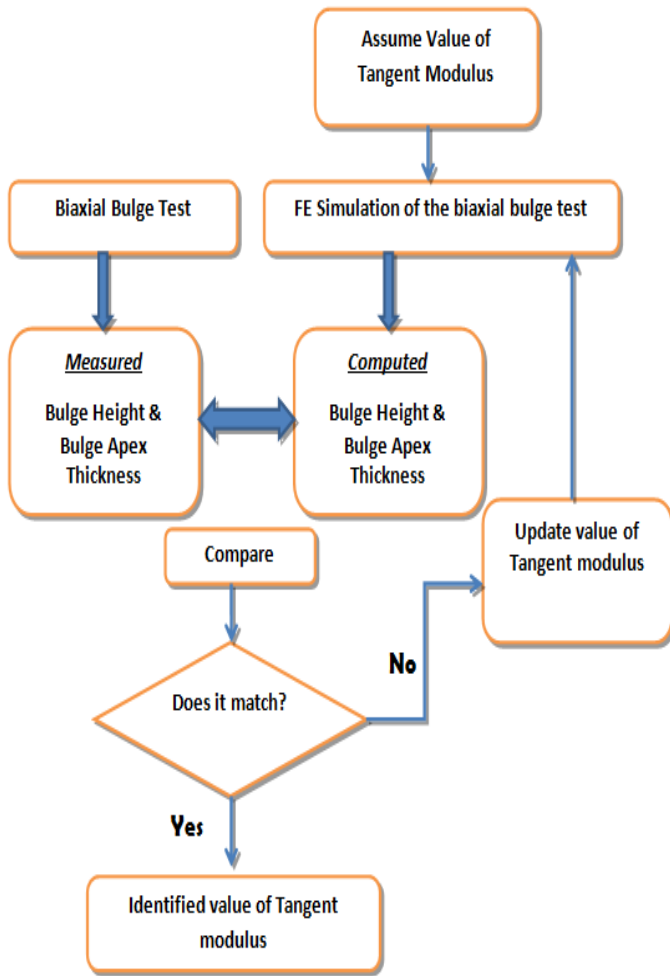 Assume Value of
Tangent Modulus
Biaxial Bulge Test
FE Simulation of the biaxial bulge test
Measured
Bulge Height &
Bulge Apex
Thickness
Computed
Bulge Height &
Bulge Apex
Thickness
Compare
Update value of
Tangent modulus
Does it match?
No
Yes
Identified value of Tangent
modulus